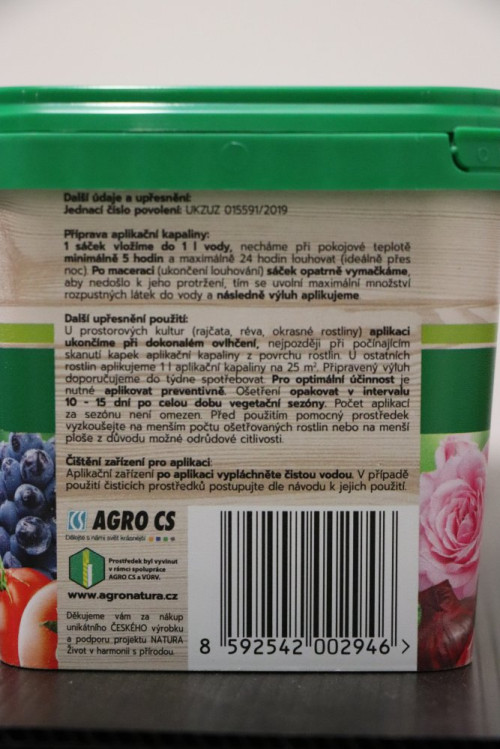 Další údaje a upřesnění:
Jednací číslo povolení: UKZUZ 015591/2019
Příprava aplikační kapaliny:
1 sáček vložíme do 1 l vody, necháme při pokojové teplotě
minimálně 5 hodin a maximálně 24 hodin louhovat (ideálně přes
noc). Po maceraci (ukončení louhování) sáček opatrně vymačkáme,
aby nedošlo k jeho protržení, tím se uvolní maximální množství
rozpustných látek do vody a následně výluh aplikujeme.
Další upřesnění použití:
U prostorových kultur (rajčata, réva, okrasné rostliny) aplikaci
ukončíme při dokonalém ovlhčení, nejpozději při počínajícím
skanutí kapek aplikační kapaliny z povrchu rostlin. U ostatních
rostlin aplikujeme 1 l aplikační kapaliny na 25 m². Připravený výluh
doporučujeme do týdne spotřebovat. Pro optimální účinnost je
nutné aplikovat preventivně. Ošetření opakovat v intervalu
10 - 15 dní po celou dobu vegetační sezóny. Počet aplikací
za sezónu není omezen. Před použitím pomocný prostředek
vyzkoušejte na menším počtu ošetřovaných rostlin nebo na menší
ploše z důvodu možné odrůdové citlivosti.
Čištění zařízení pro aplikaci:
Aplikační zařízení po aplikaci vypláchněte čistou vodou. V případě
použití čisticích prostředků postupujte dle návodu k jejich použití.
AGRO CS
Dělejte s námi svět krásnější
Prostředek byl vyvinut
v rámci spolupráce
AGRO CS a VÚRV.
www.agronatura.cz
Děkujeme vám za nákup
unikátního ČESKÉHO výrobku
a podporu projektu NATURA
Život v harmonii s přírodou.
8 592542 002946 >